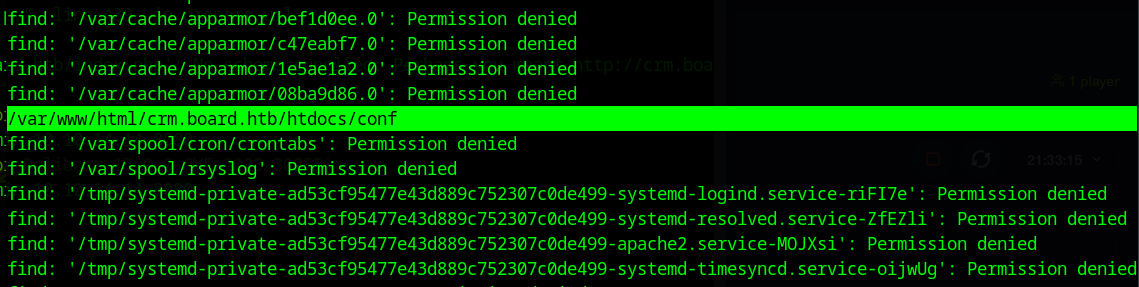 find: '/var/cache/apparmor/bef1d0ee.0': Permission denied
find: '/var/cache/apparmor/c47eabf7.0': Permission denied
find: '/var/cache/apparmor/1e5ae1a2.0': Permission denied
http://crm.boa
find: '/var/cache/apparmor/08ba9d86.0': Permission denied
1 player
/var/www/html/crm.board.htb/htdocs/conf
find: '/var/spool/cron/crontabs': Permission denied
find: '/var/spool/rsyslog': Permission denied
21:33:15
find: '/tmp/systemd-private-ad53cf95477e43d889c752307c0de499-systemd-logind.service-riFI7e': Permission denied
find: '/tmp/systemd-private-ad53cf95477e43d889c752307c0de499-systemd-resolved.service-ZfEZli': Permission denied
find: '/tmp/systemd-private-ad53cf95477e43d889c752307c0de499-apache2.service-MOJXsi': Permission denied
find: '/tmp/systemd-private-ad53cf95477e43d889c752307c0de499-systemd-timesyncd.service-oijwUg': Permission denied